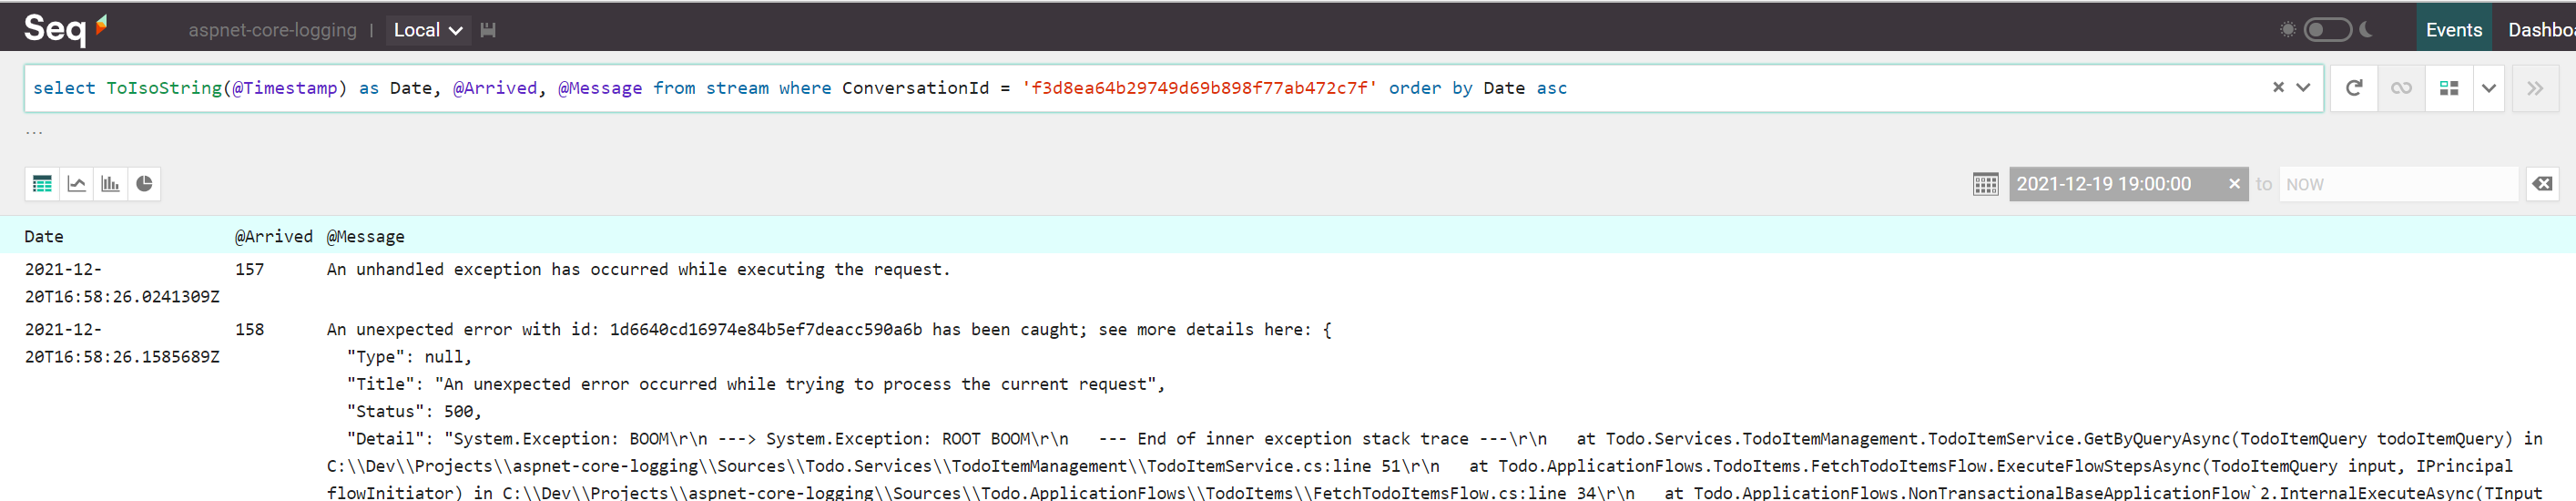 Seq aspnet-core-logging | Local Events Dashboa
select ToIsoString(@Timestamp) as Date, @Arrived, @Message from stream where ConversationId = 'f3d8ea64b29749d69b898f77ab472c7f' order by Date asc
...
2021-12-19 19:00:00 × to NOW
Date @Arrived @Message
2021-12- 157 An unhandled exception has occurred while executing the request.
20T16:58:26.0241309Z
2021-12- 158 An unexpected error with id: 1d6640cd16974e84b5ef7deacc590a6b has been caught; see more details here: {
20T16:58:26.1585689Z "Type": null,
"Title": "An unexpected error occurred while trying to process the current request",
"Status": 500,
"Detail": "System.Exception: BOOM\r\n ---> System.Exception: ROOT BOOM\r\n   --- End of inner exception stack trace ---\r\n   at Todo.Services.TodoItemManagement.TodoItemService.GetByQueryAsync(TodoItemQuery todoItemQuery) in
C:\\Dev\\Projects\\aspnet-core-logging\\Sources\\Todo.Services\\TodoItemManagement\\TodoItemService.cs:line 51\r\n   at Todo.ApplicationFlows.TodoItems.FetchTodoItemsFlow.ExecuteFlowStepsAsync(TodoItemQuery input, IPrincipal
flowInitiator) in C:\\Dev\\Projects\\aspnet-core-logging\\Sources\\Todo.ApplicationFlows\\TodoItems\\FetchTodoItemsFlow.cs:line 34\r\n   at Todo.ApplicationFlows.NonTransactionalBaseApplicationFlow`2.InternalExecuteAsync(TInput